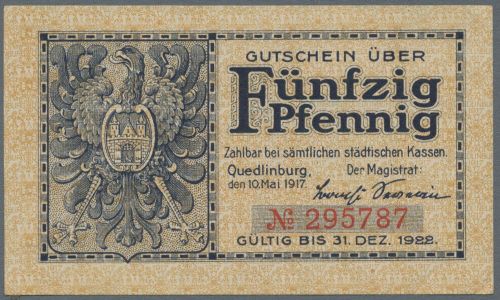 GUTSCHEIN ÜBER
Fünfzig
Pfennig
Zahlbar bei sämtlichen städtischen Kassen.
Quedlinburg, Der Magistrat:
den 10. Mai 1917.
№ 295787
GÜLTIG BIS 31. DEZ. 1922.